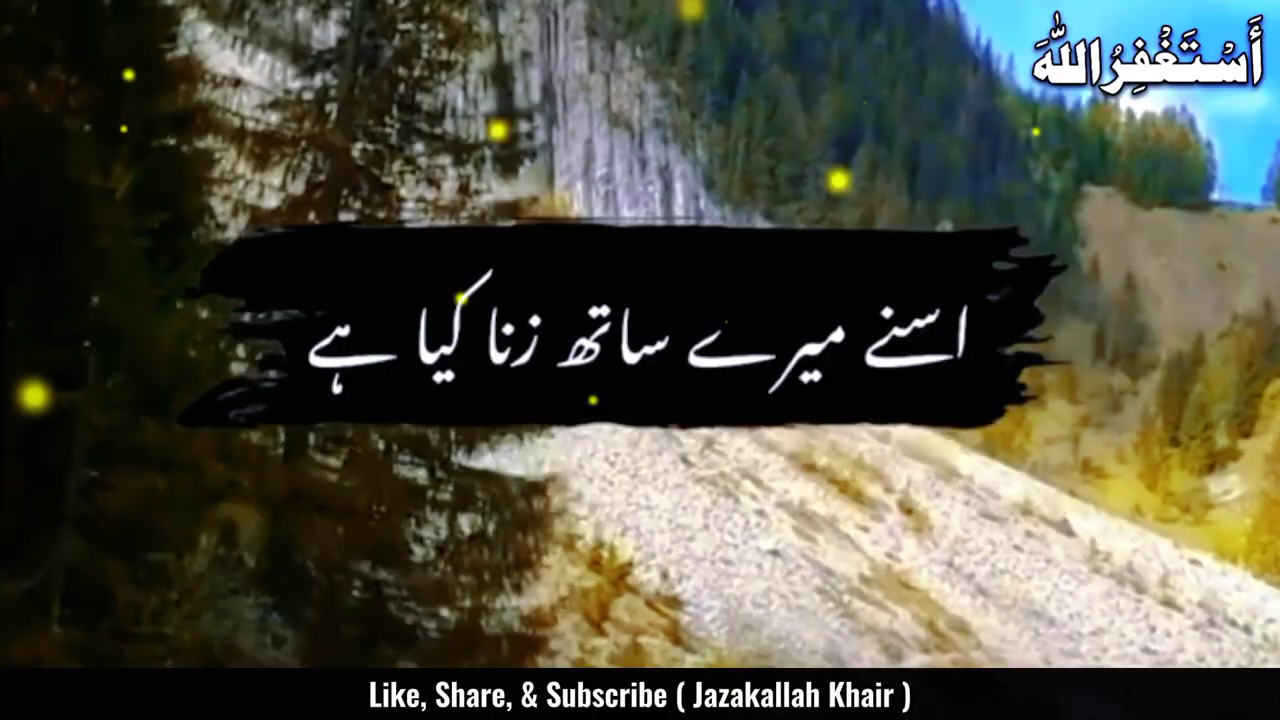 أَسْتَغْفِرُاللّٰهَ
اسنے میرے ساتھ زنا کیا ہے
Like, Share, & Subscribe ( Jazakallah Khair )